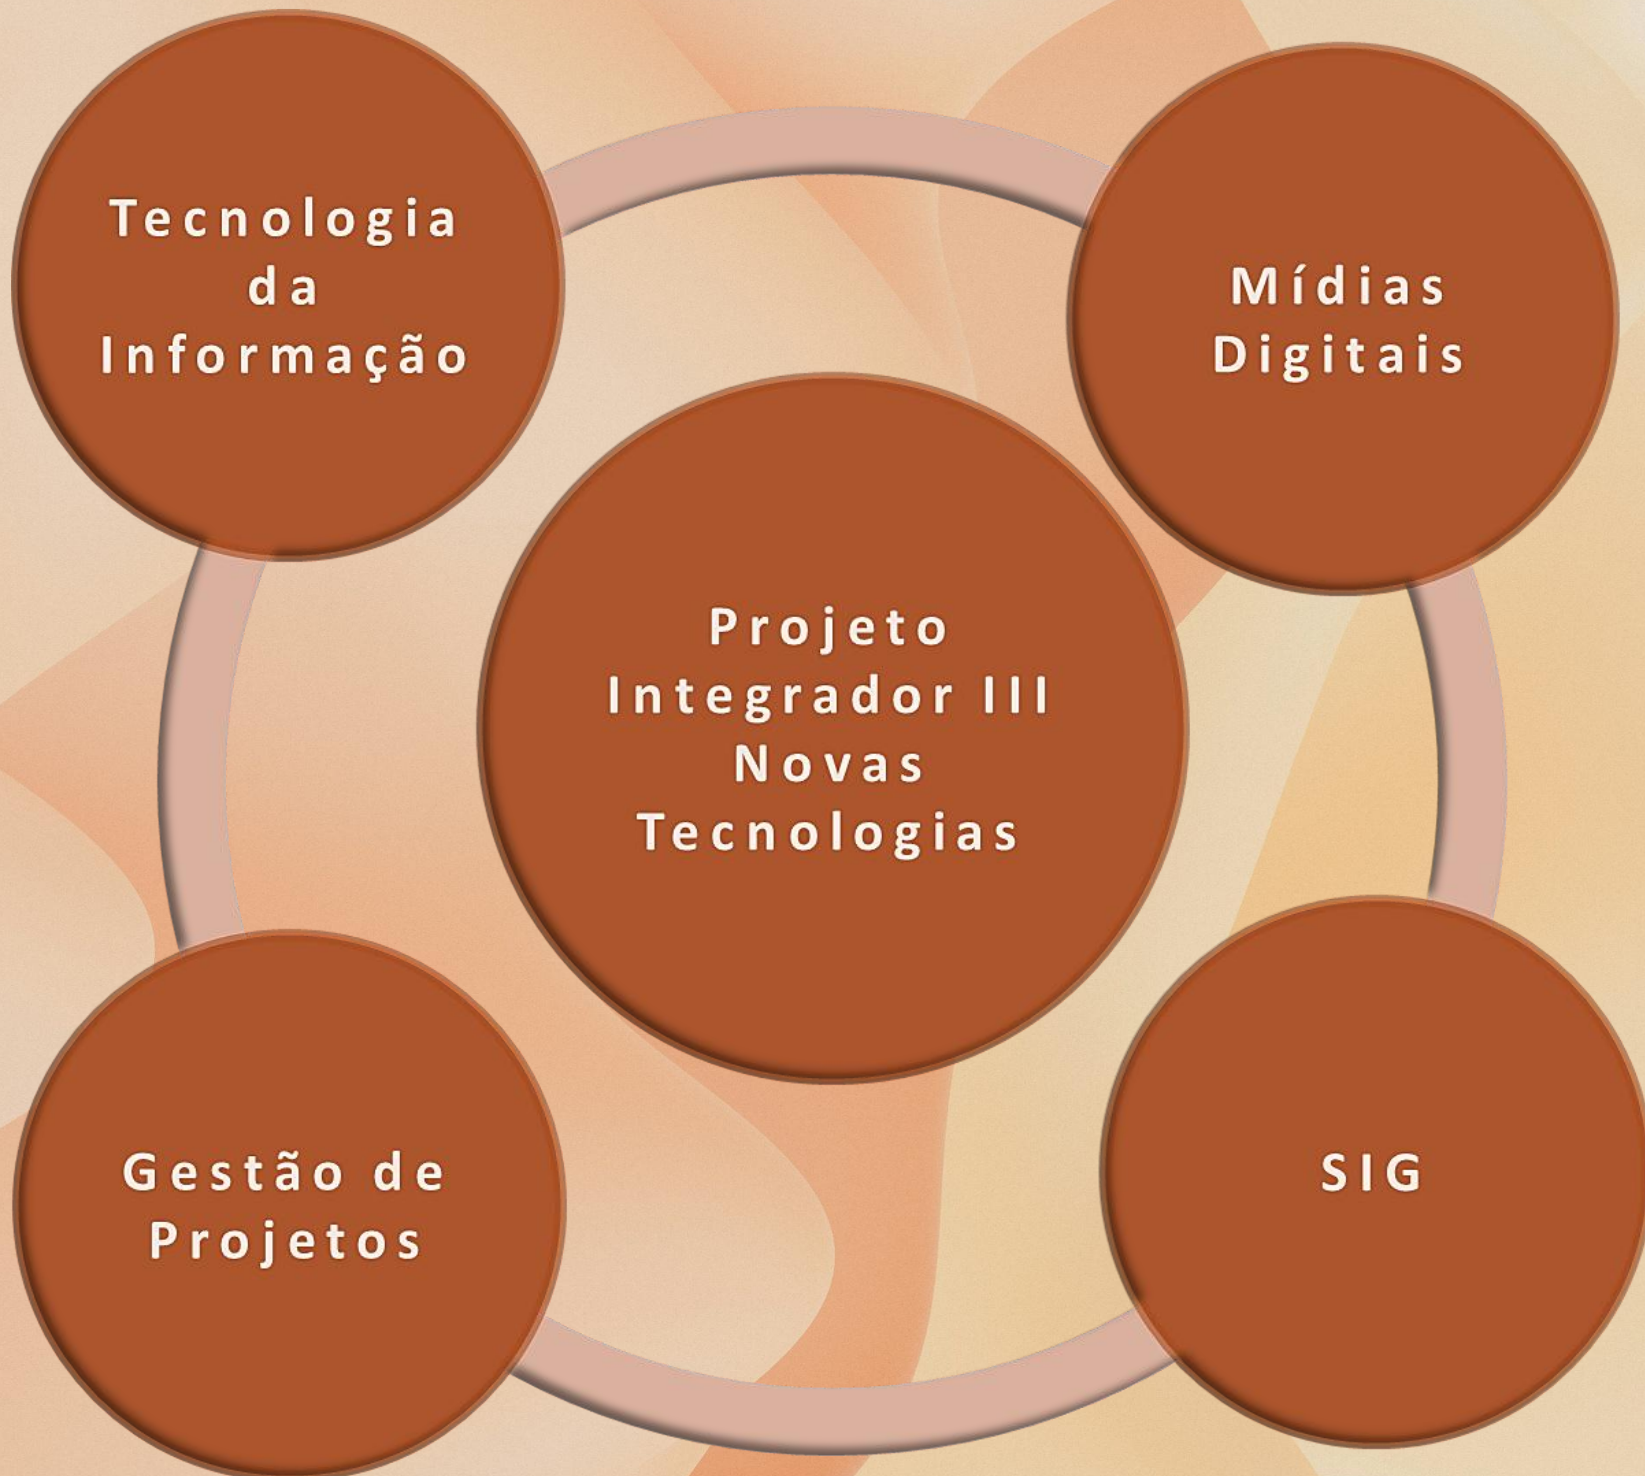 Tecnologia
da
Informação
Mídias
Digitais
Projeto
Integrador III
Novas
Tecnologias
Gestão de
Projetos
SIG